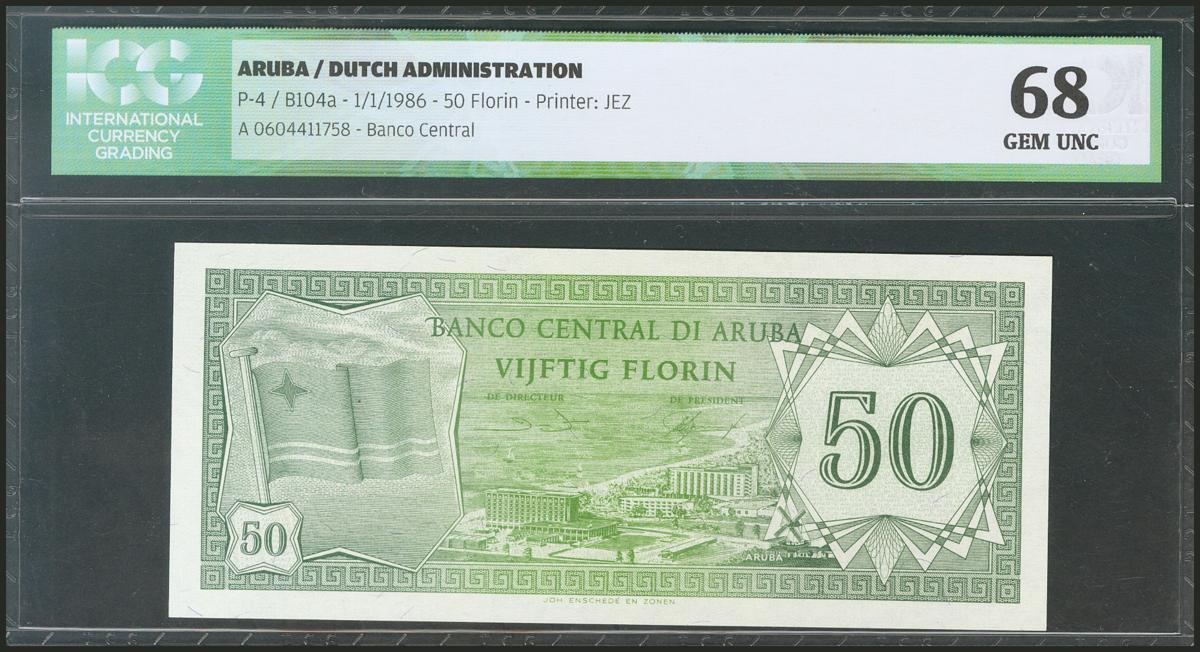 ICG
INTERNATIONAL
CURRENCY
GRADING
ARUBA / DUTCH ADMINISTRATION
P-4 / B104a - 1/1/1986 - 50 Florin - Printer: JEZ
A 0604411758 - Banco Central
68
GEM UNC
BANCO CENTRAL DI ARUBA
VIJFTIG FLORIN
DE DIRECTEUR
DE PRESIDENT
50
50
ARUBA
JOH. ENSCHEDE EN ZONEN